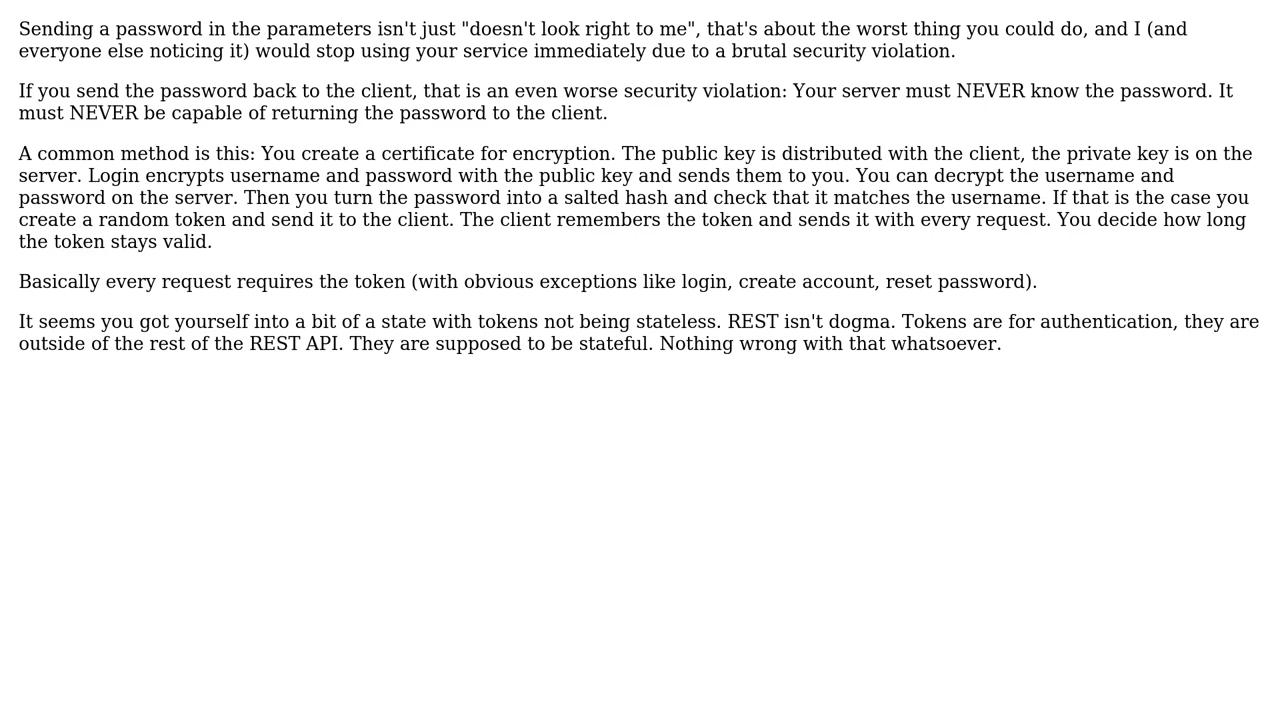 Sending a password in the parameters isn't just "doesn't look right to me", that's about the worst thing you could do, and I (and
everyone else noticing it) would stop using your service immediately due to a brutal security violation.
If you send the password back to the client, that is an even worse security violation: Your server must NEVER know the password. It
must NEVER be capable of returning the password to the client.
A common method is this: You create a certificate for encryption. The public key is distributed with the client, the private key is on the
server. Login encrypts username and password with the public key and sends them to you. You can decrypt the username and
password on the server. Then you turn the password into a salted hash and check that it matches the username. If that is the case you
create a random token and send it to the client. The client remembers the token and sends it with every request. You decide how long
the token stays valid.
Basically every request requires the token (with obvious exceptions like login, create account, reset password).
It seems you got yourself into a bit of a state with tokens not being stateless. REST isn't dogma. Tokens are for authentication, they are
outside of the rest of the REST API. They are supposed to be stateful. Nothing wrong with that whatsoever.